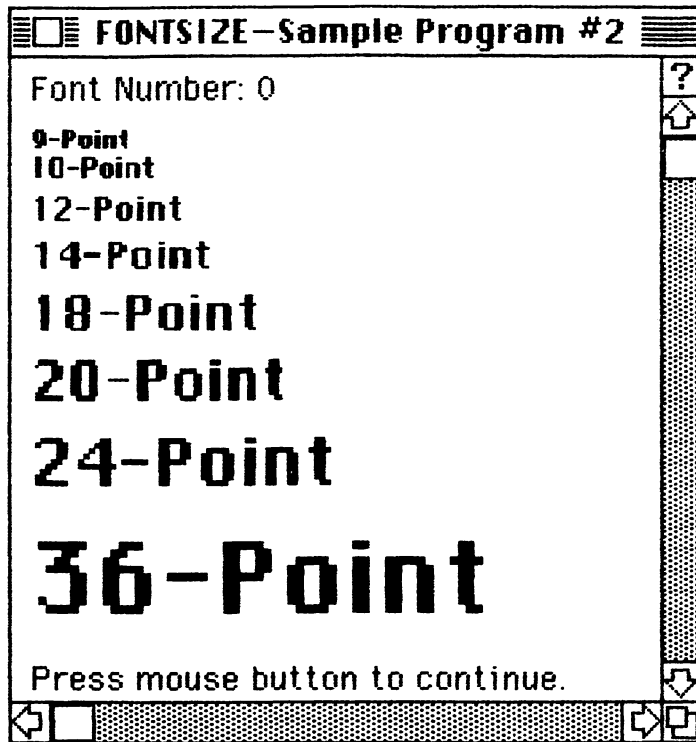 FONTSIZE—Sample Program #2
?
Font Number: 0
9-Point
10-Point
12-Point
14-Point
18-Point
20-Point
24-Point
36-Point
Press mouse button to continue.